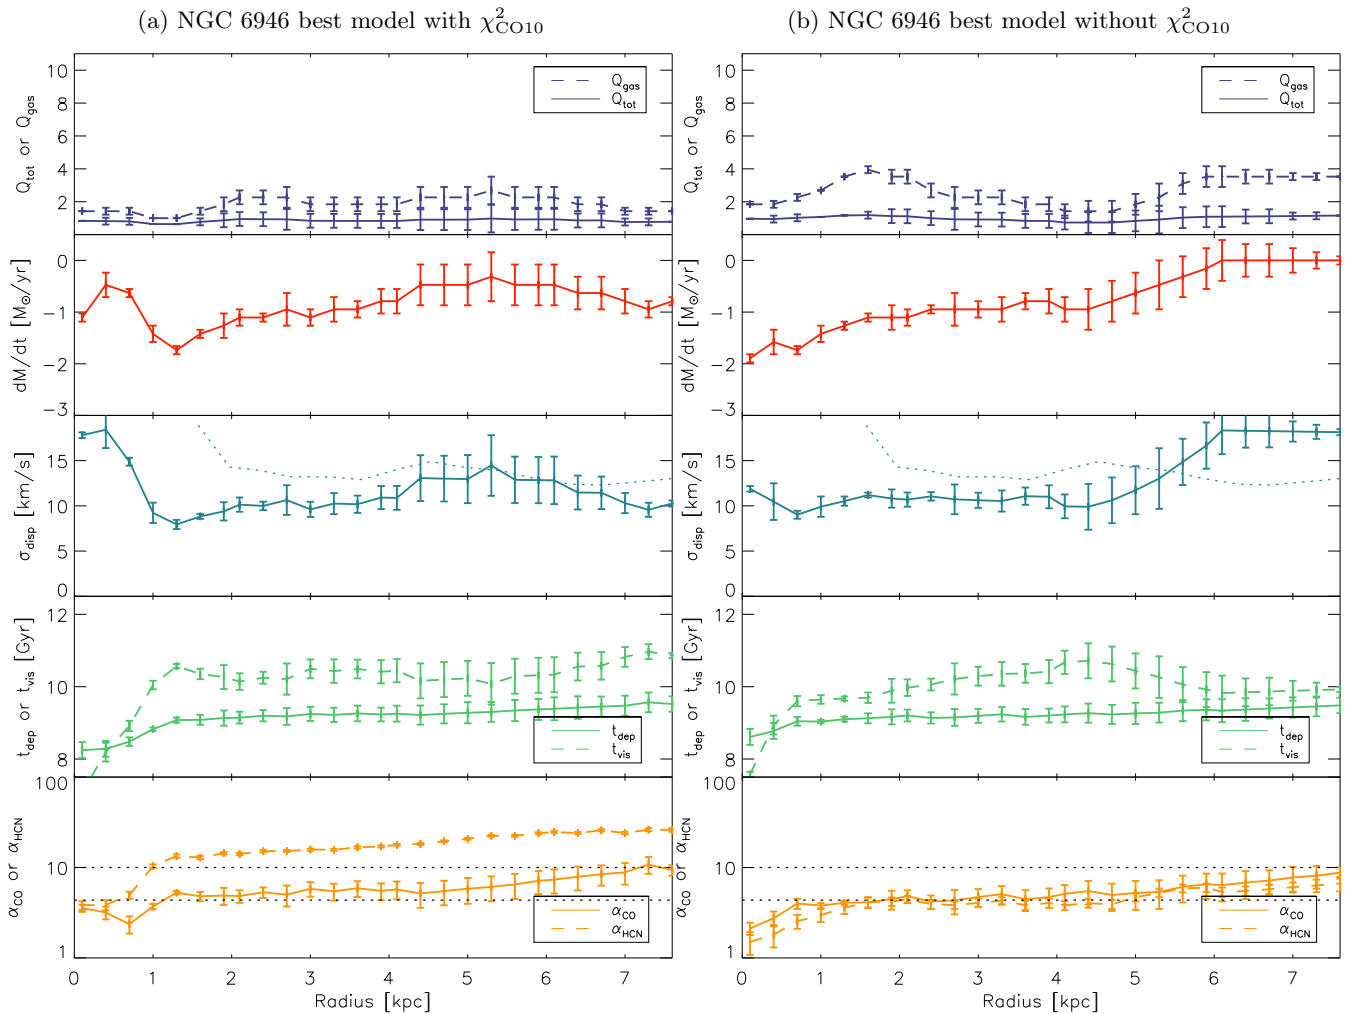 (a) NGC 6946 best model with χ²CO10
(b) NGC 6946 best model without χ²CO10
Qtot or Qgas
10
8
6
4
2
Qgas
Qtot
dM/dt [M⊙/yr]
0
−1
−2
−3
σdisp [km/s]
15
10
5
0
tdep or tvis [Gyr]
12
10
8
tdep
tvis
αCO or αHCN
100
10
1
αCO
αHCN
0 1 2 3 4 5 6 7
Radius [kpc]
Qtot or Qgas
10
8
6
4
2
Qgas
Qtot
dM/dt [M⊙/yr]
0
−1
−2
−3
σdisp [km/s]
15
10
5
0
tdep or tvis [Gyr]
12
10
8
tdep
tvis
αCO or αHCN
100
10
1
αCO
αHCN
0 1 2 3 4 5 6 7
Radius [kpc]